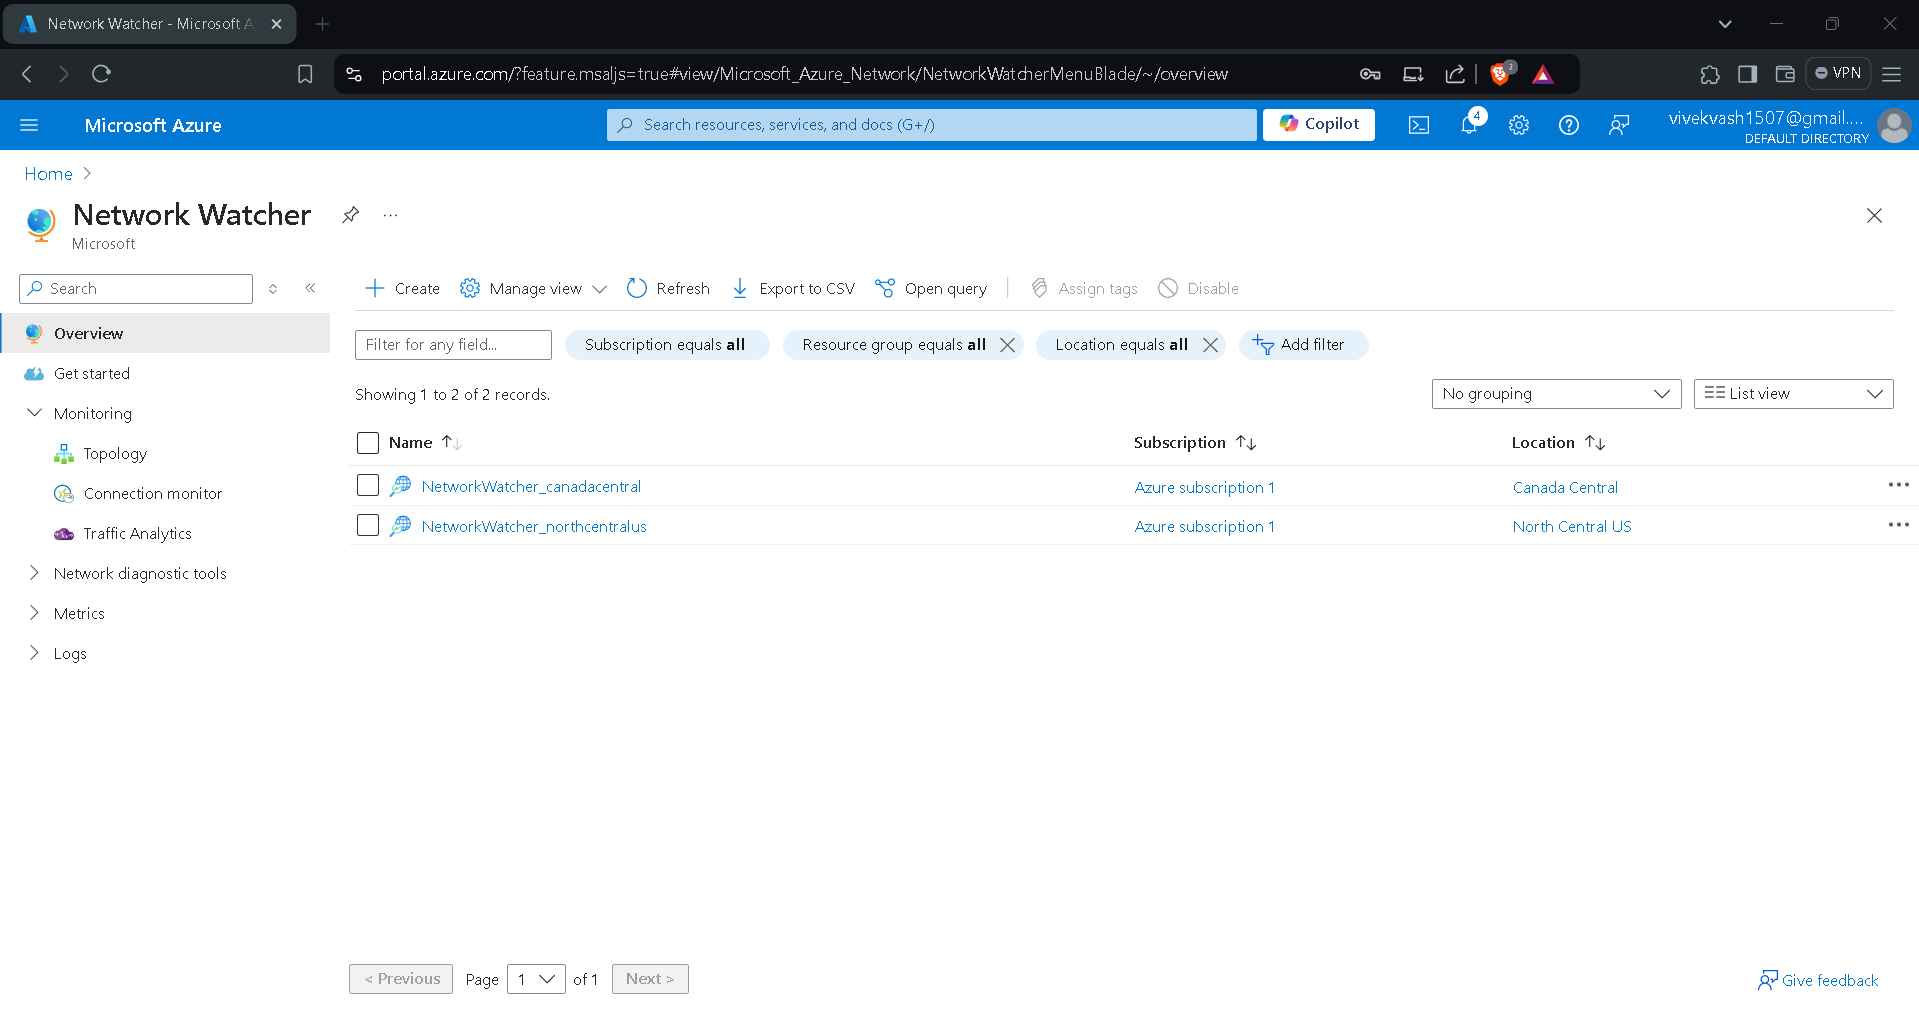 Network Watcher - Microsoft A
portal.azure.com/?feature.msaljs=true#view/Microsoft_Azure_Network/NetworkWatcherMenuBlade/~/overview
2
VPN
Microsoft Azure
Search resources, services, and docs (G+/)
Copilot
4
vivekvash1507@gmail....
DEFAULT DIRECTORY
Home
Network Watcher
Microsoft
Search
Overview
Get started
Monitoring
Topology
Connection monitor
Traffic Analytics
Network diagnostic tools
Metrics
Logs
Create Manage view Refresh Export to CSV Open query Assign tags Disable
Filter for any field... Subscription equals all Resource group equals all Location equals all Add filter
Showing 1 to 2 of 2 records.
No grouping List view
Name Subscription Location
NetworkWatcher_canadacentral Azure subscription 1 Canada Central
NetworkWatcher_northcentralus Azure subscription 1 North Central US
< Previous Page 1 of 1 Next >
Give feedback